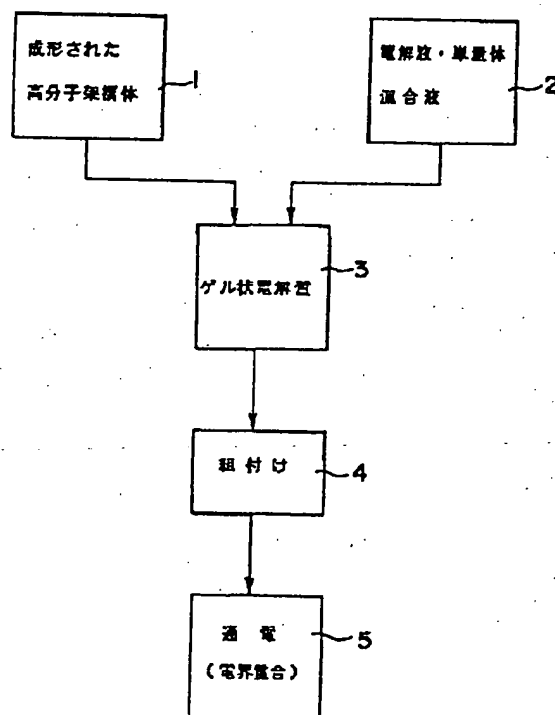 成形された
高分子架橋体
1
電解液・単量体
混合液
2
ゲル状電解質
3
組付け
4
通電
(電界重合)
5